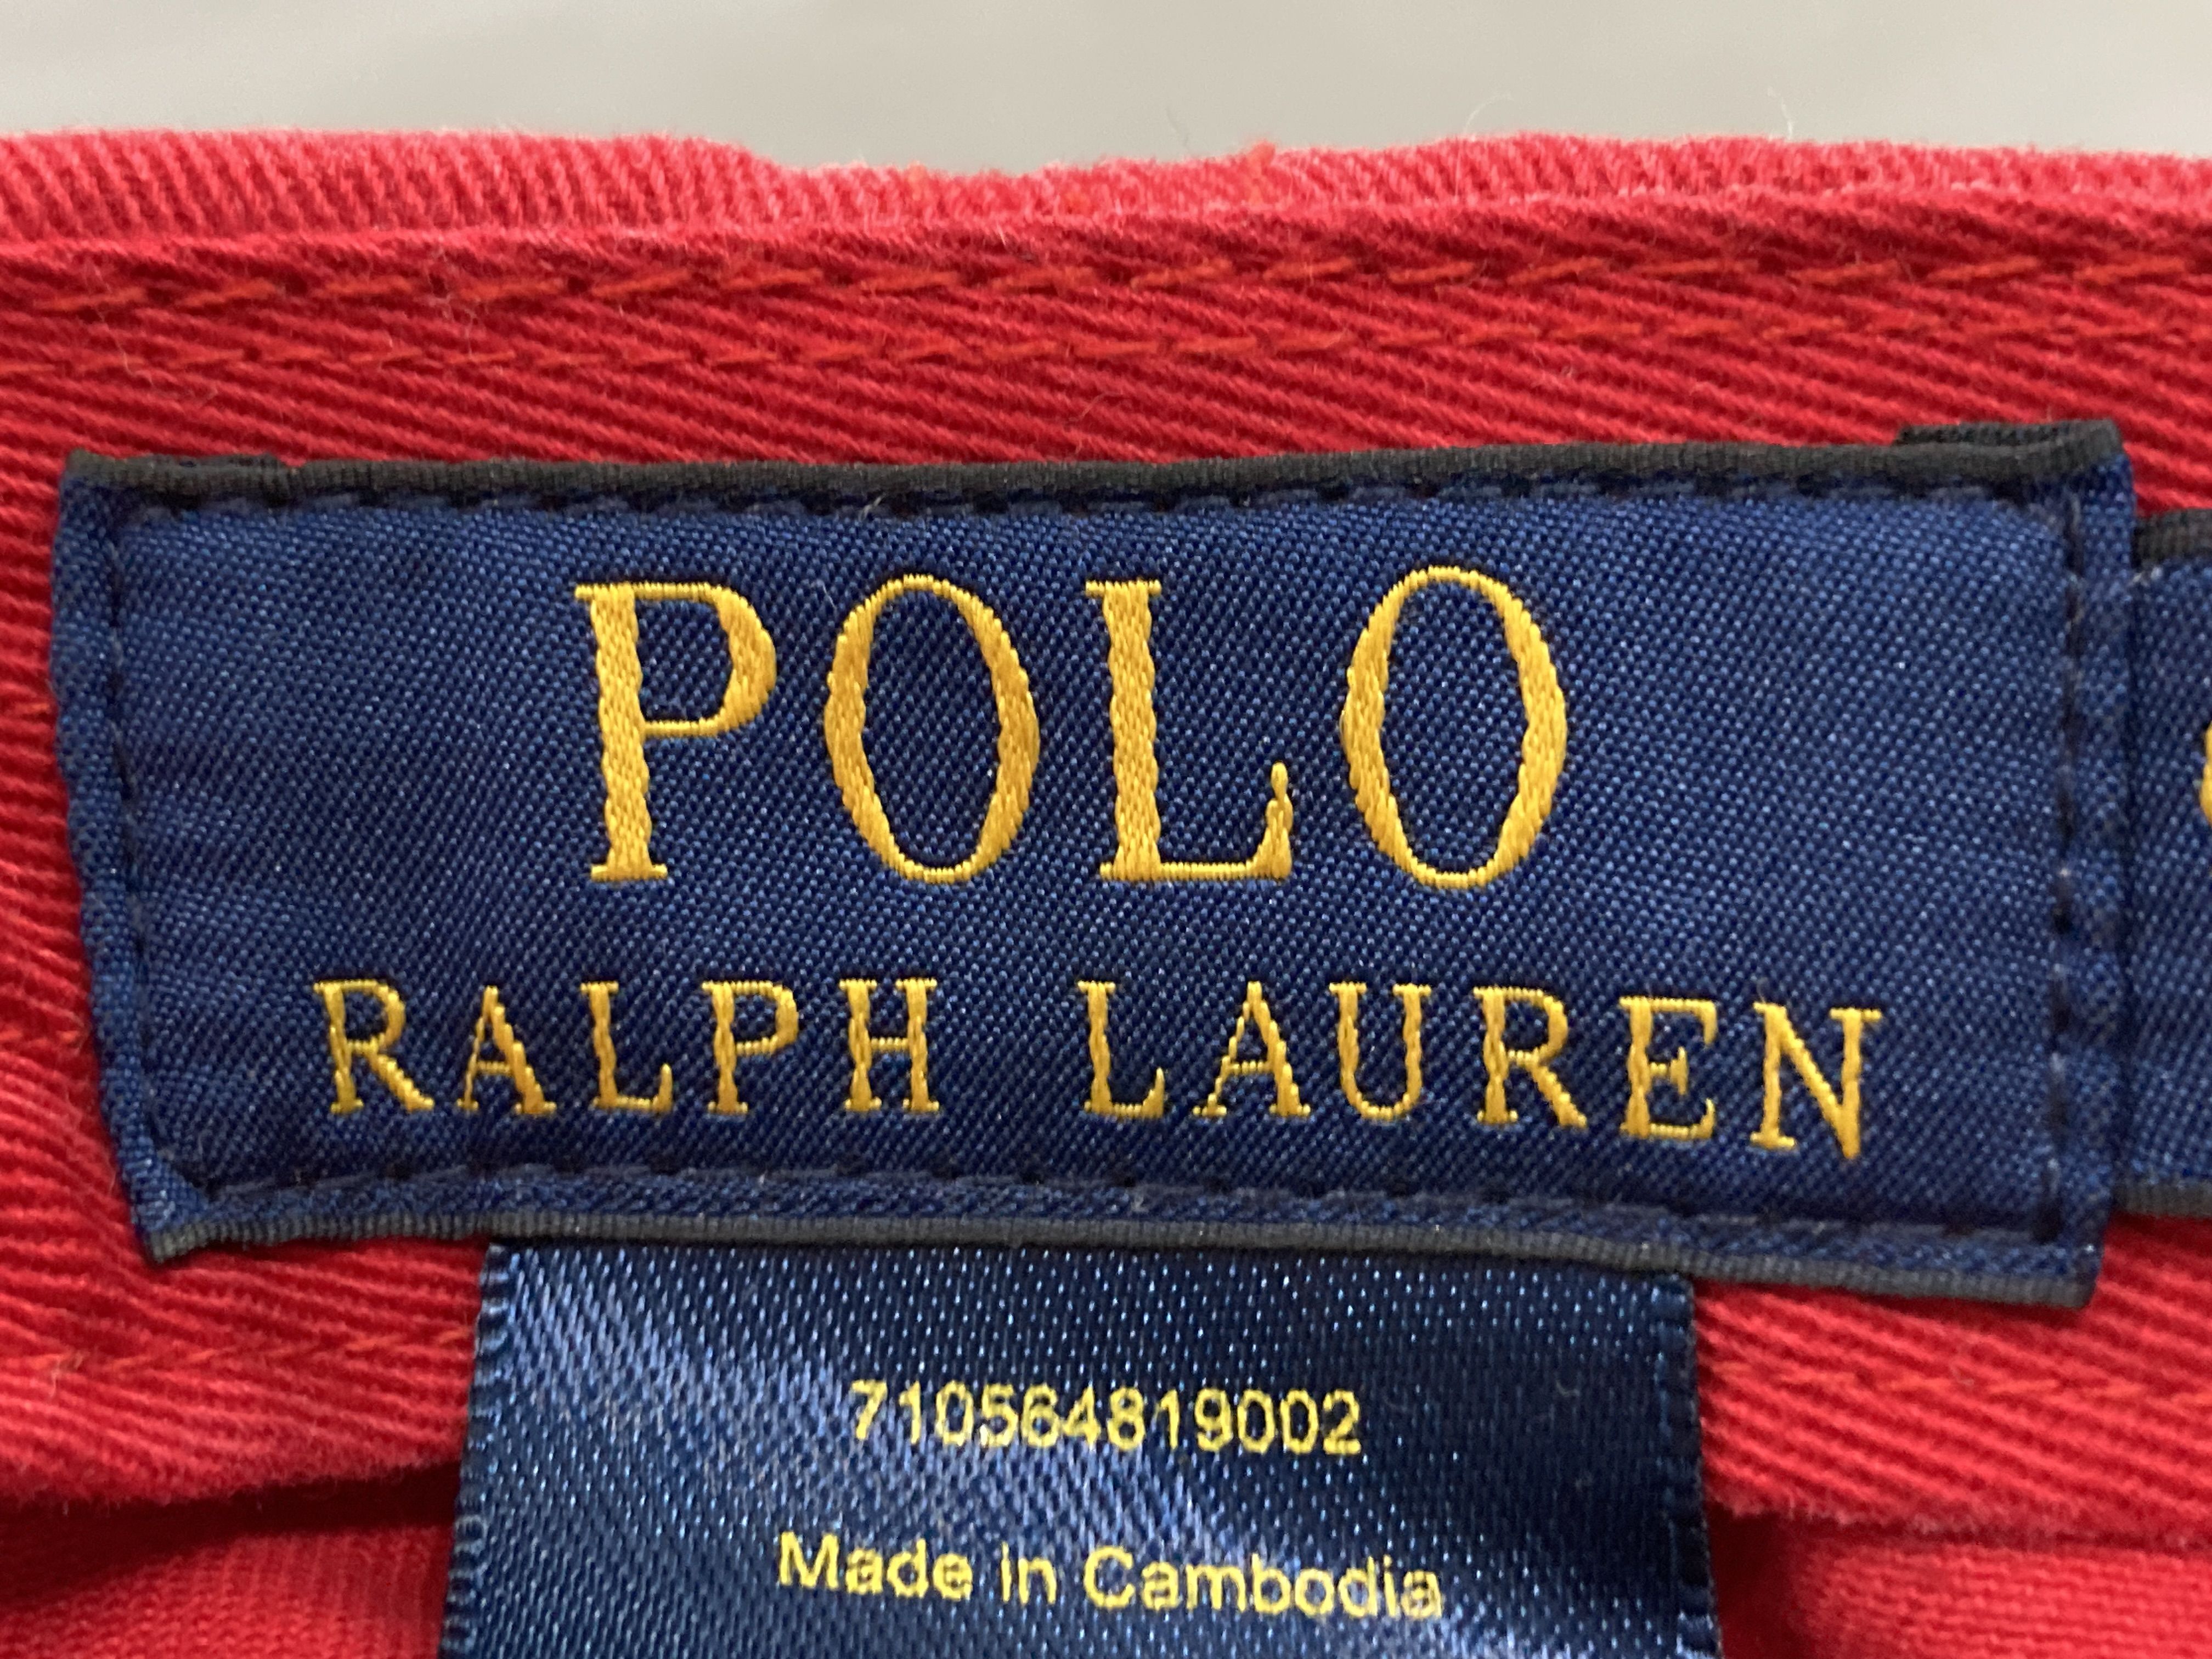 POLO
RALPH LAUREN
710564819002
Made in Cambodia